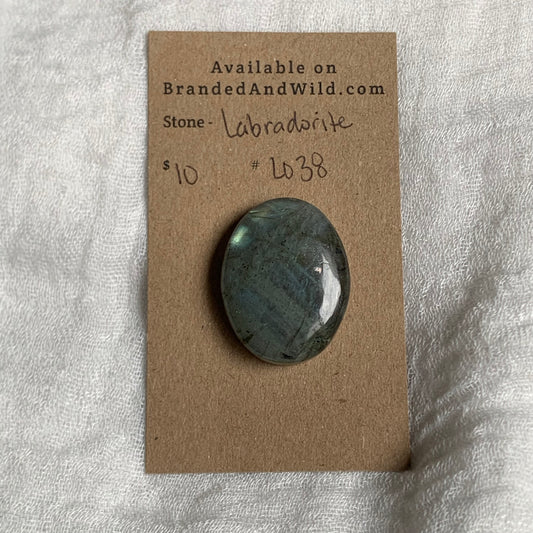 Available on
BrandedAndWild.com
Stone - Labradorite
$10 # L038